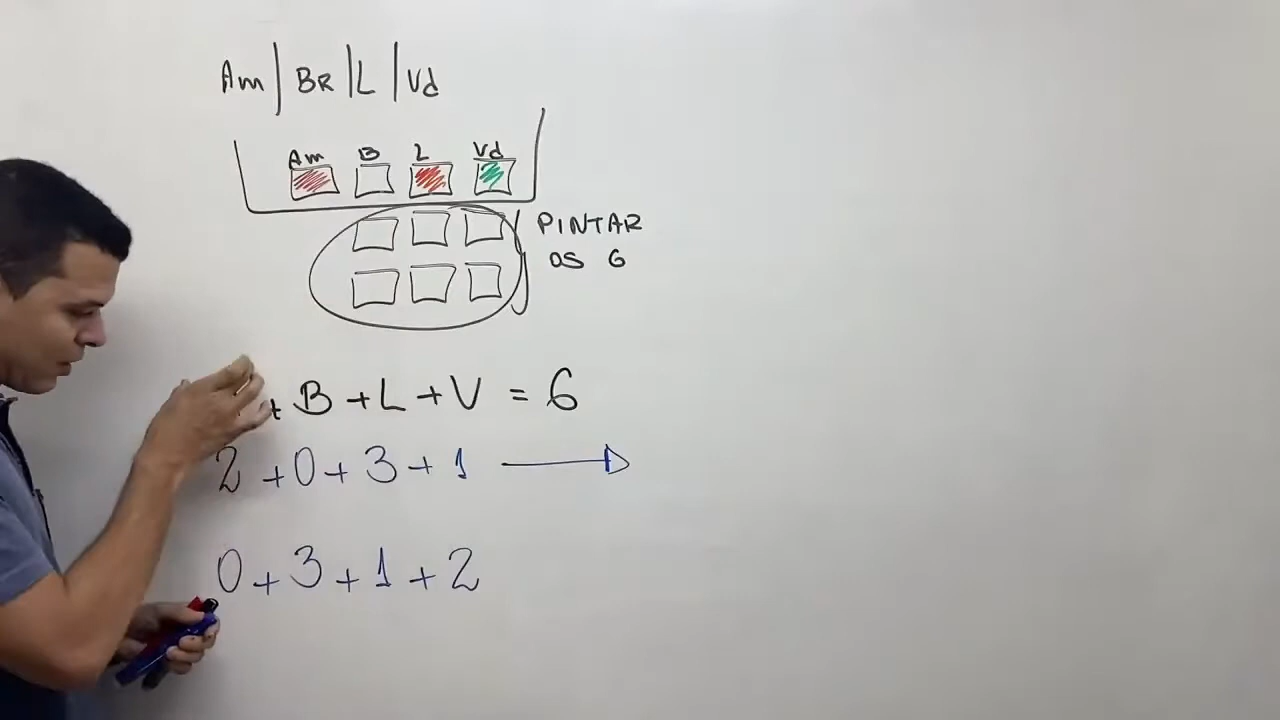 Am | BR | L | Vd
Am B L Vd
PINTAR
OS 6
+ B + L + V = 6
2 + 0 + 3 + 1
0 + 3 + 1 + 2